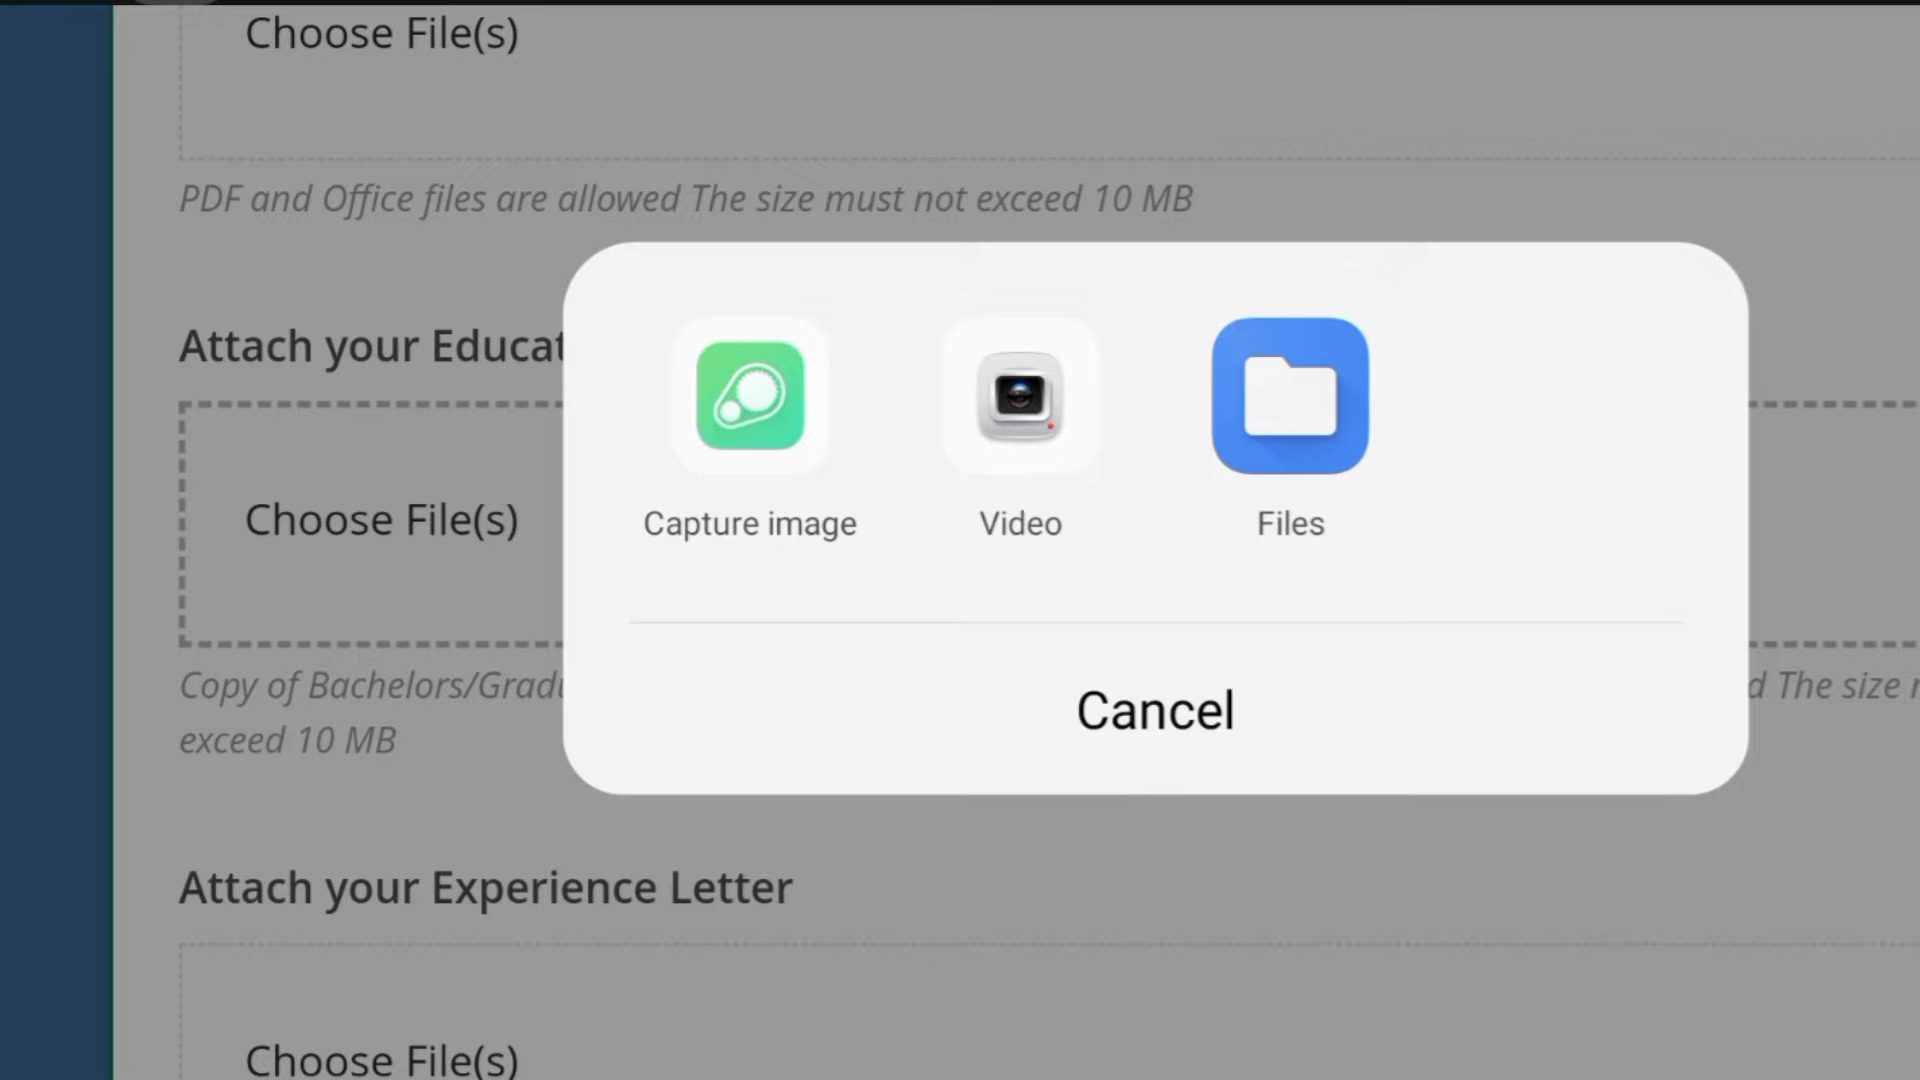 Choose File(s)
PDF and Office files are allowed The size must not exceed 10 MB
Attach your Educat
Choose File(s)
Capture image
Video
Files
Copy of Bachelors/Gradu
d The size
exceed 10 MB
Cancel
Attach your Experience Letter
Choose File(s)